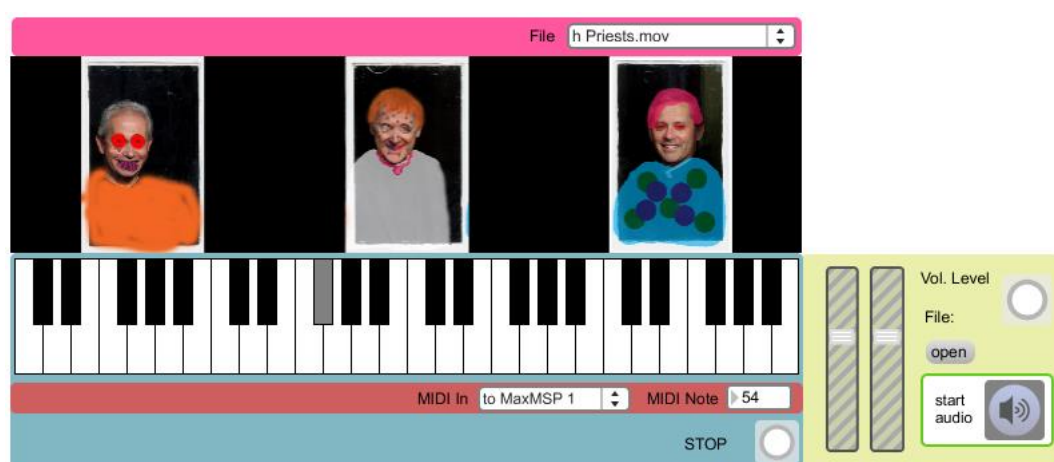 File h Priests.mov
Vol. Level
File:
open
MIDI In to MaxMSP 1 MIDI Note 54
start
audio
STOP